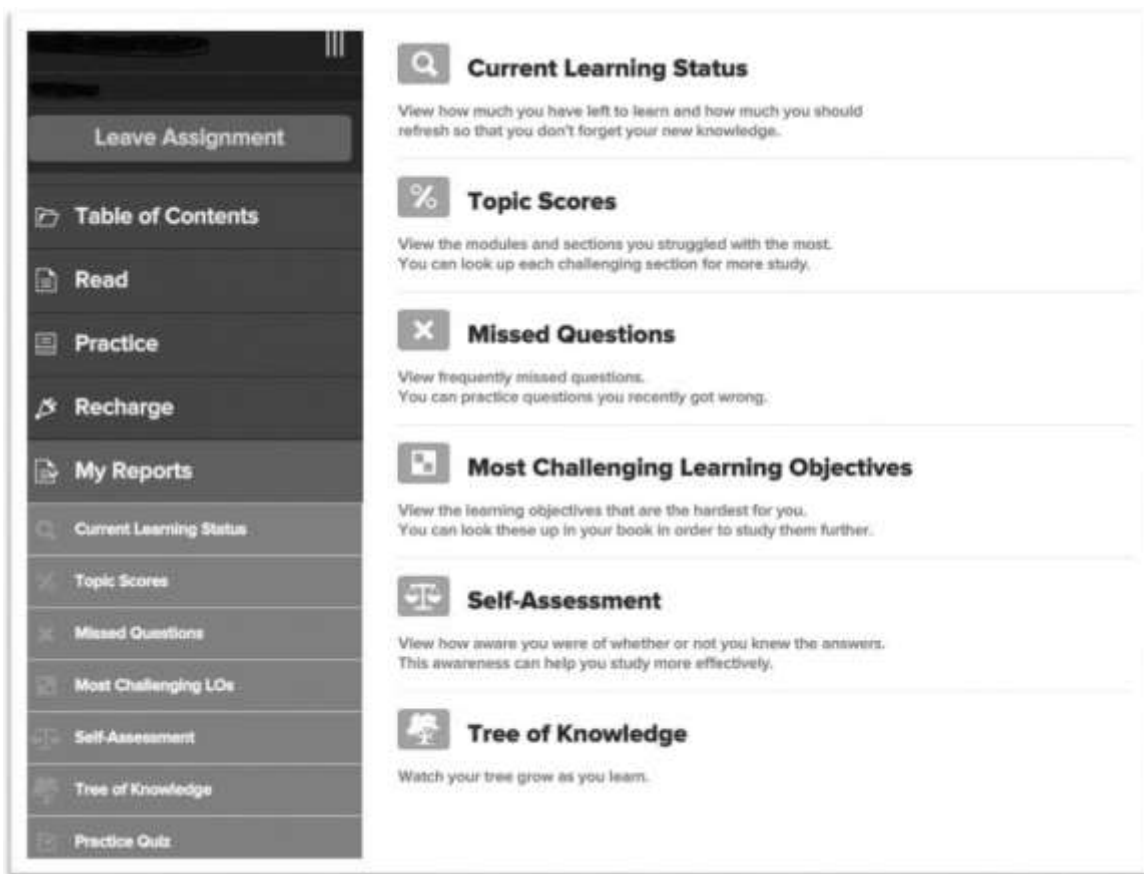 Leave Assignment
Table of Contents
Read
Practice
Recharge
My Reports
Current Learning Status
Topic Scores
Missed Questions
Most Challenging LOs
Self-Assessment
Tree of Knowledge
Practice Quiz
Current Learning Status
View how much you have left to learn and how much you should
refresh so that you don't forget your new knowledge.
Topic Scores
View the modules and sections you struggled with the most.
You can look up each challenging section for more study.
Missed Questions
View frequently missed questions.
You can practice questions you recently got wrong.
Most Challenging Learning Objectives
View the learning objectives that are the hardest for you.
You can look these up in your book in order to study them further.
Self-Assessment
View how aware you were of whether or not you knew the answers.
This awareness can help you study more effectively.
Tree of Knowledge
Watch your tree grow as you learn.